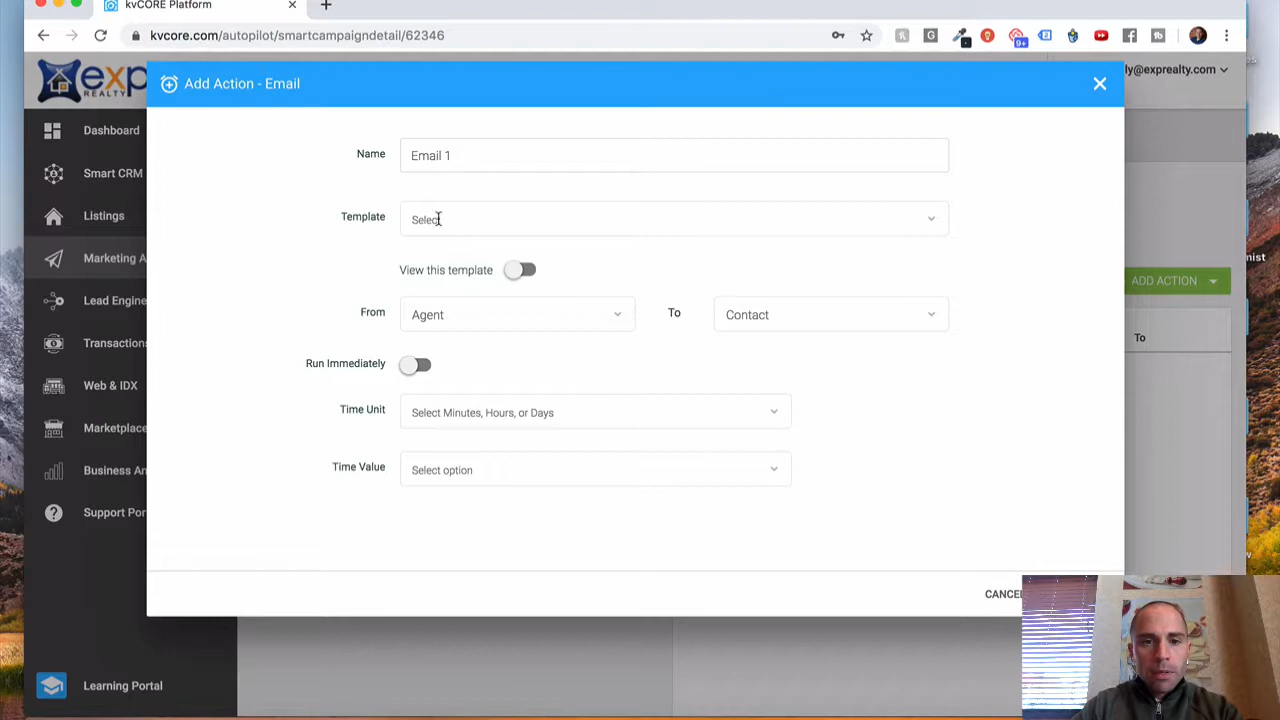 kvCORE Platform
kvcore.com/autopilot/smartcampaigndetail/62346
9+
exp
REALTY
ly@exprealty.com
Add Action - Email
Dashboard
Smart CRM
Listings
Marketing A
Lead Engine
Transactions
Web & IDX
Marketplace
Business An
Support Por
Learning Portal
Name
Email 1
Template
Select
View this template
From
Agent
To
Contact
Run Immediately
Time Unit
Select Minutes, Hours, or Days
Time Value
Select option
CANCEL
ADD ACTION
To
mist